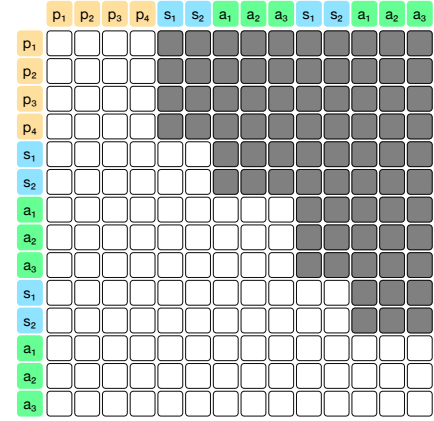 p₁ p₂ p₃ p₄ s₁ s₂ a₁ a₂ a₃ s₁ s₂ a₁ a₂ a₃
p₁
p₂
p₃
p₄
s₁
s₂
a₁
a₂
a₃
s₁
s₂
a₁
a₂
a₃